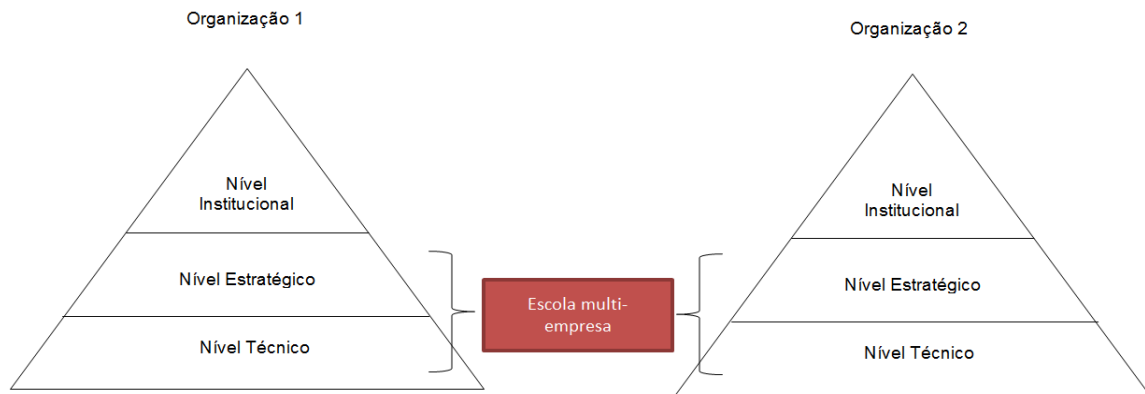 Organização 1
Organização 2
Nível
Institucional
Nível Estratégico
Nível Técnico
Escola multi-
empresa
Nível
Institucional
Nível Estratégico
Nível Técnico